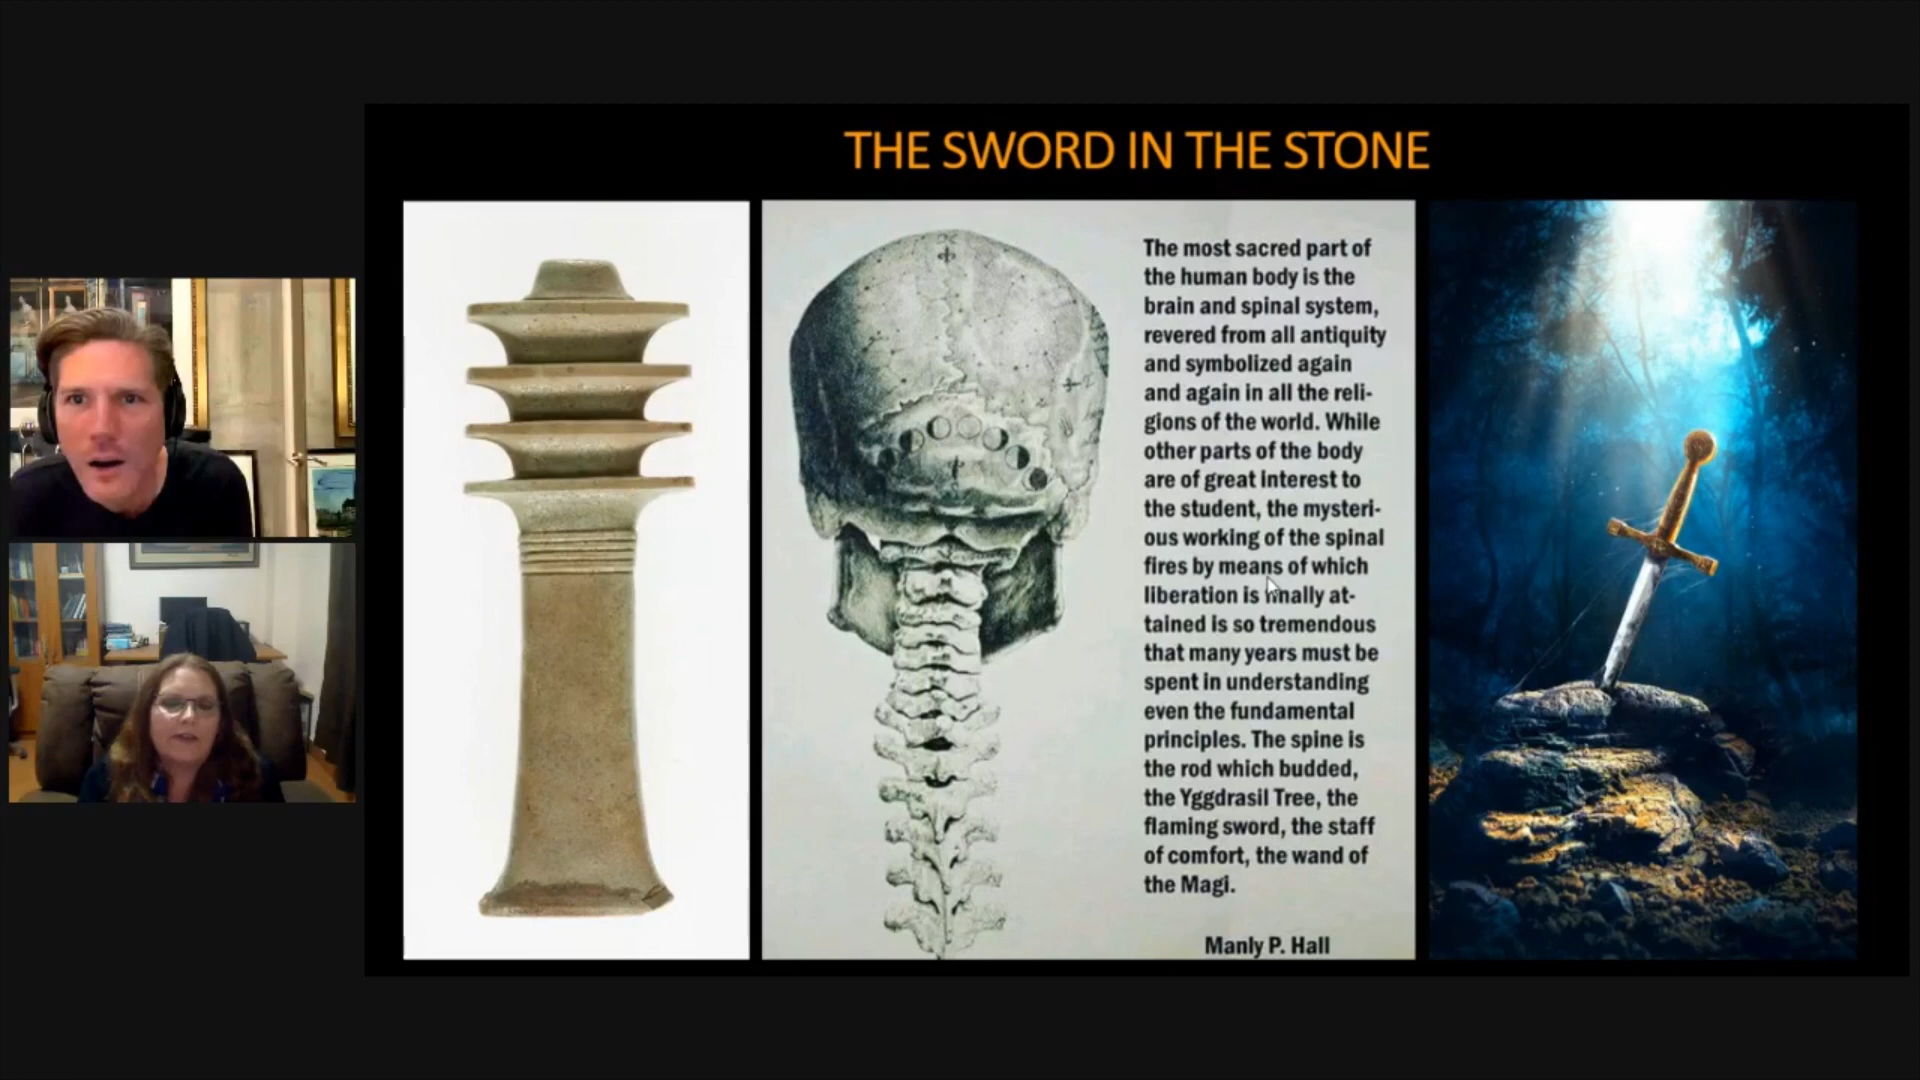 THE SWORD IN THE STONE
The most sacred part of
the human body is the
brain and spinal system,
revered from all antiquity
and symbolized again
and again in all the reli-
gions of the world. While
other parts of the body
are of great interest to
the student, the mysteri-
ous working of the spinal
fires by means of which
liberation is finally at-
tained is so tremendous
that many years must be
spent in understanding
even the fundamental
principles. The spine is
the rod which budded,
the Yggdrasil Tree, the
flaming sword, the staff
of comfort, the wand of
the Magi.
Manly P. Hall